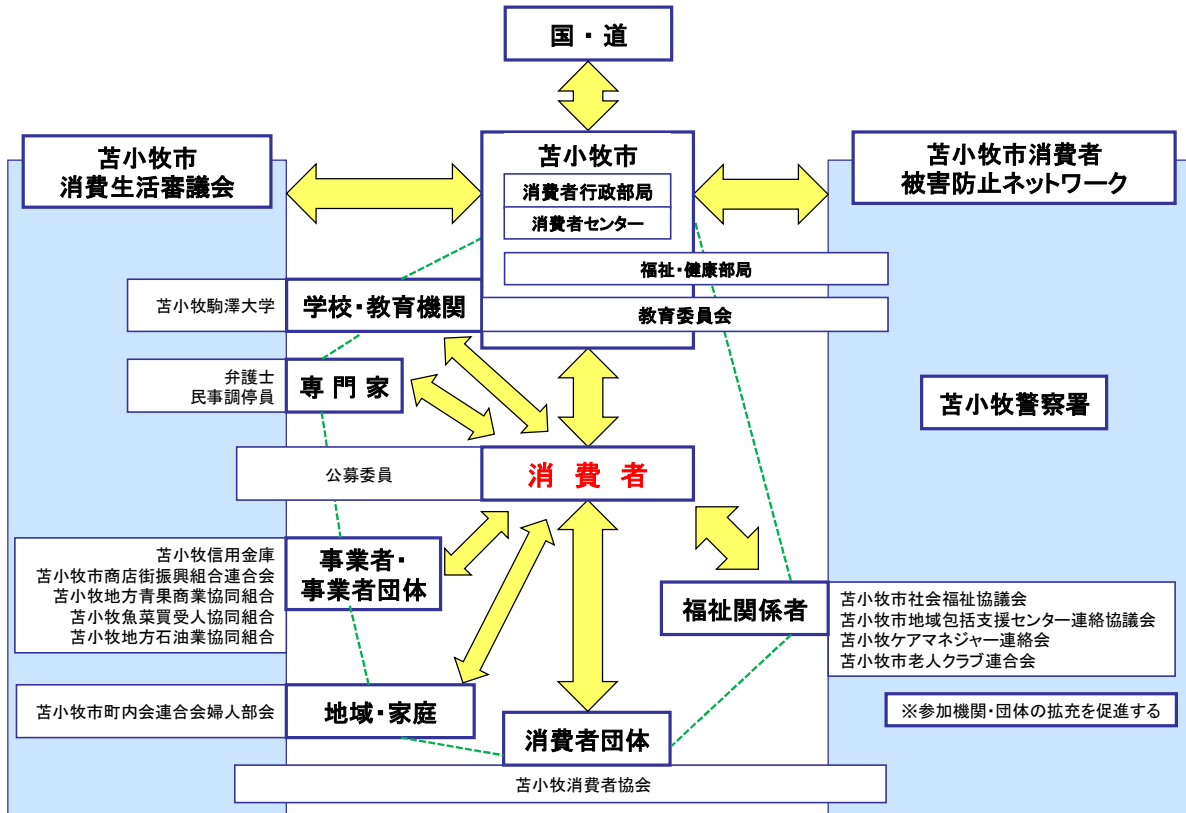 国・道
苫小牧市
消費生活審議会
苫小牧市
消費者行政部局
消費者センター
福祉・健康部局
教育委員会
苫小牧市消費者
被害防止ネットワーク
苫小牧駒澤大学
学校・教育機関
弁護士
民事調停員
専門家
苫小牧警察署
公募委員
消費者
苫小牧信用金庫
苫小牧市商店街振興組合連合会
苫小牧地方青果商業協同組合
苫小牧魚菜買受人協同組合
苫小牧地方石油業協同組合
事業者・
事業者団体
福祉関係者
苫小牧市社会福祉協議会
苫小牧市地域包括支援センター連絡協議会
苫小牧ケアマネジャー連絡会
苫小牧市老人クラブ連合会
苫小牧市町内会連合会婦人部会
地域・家庭
消費者団体
※参加機関・団体の拡充を促進する
苫小牧消費者協会